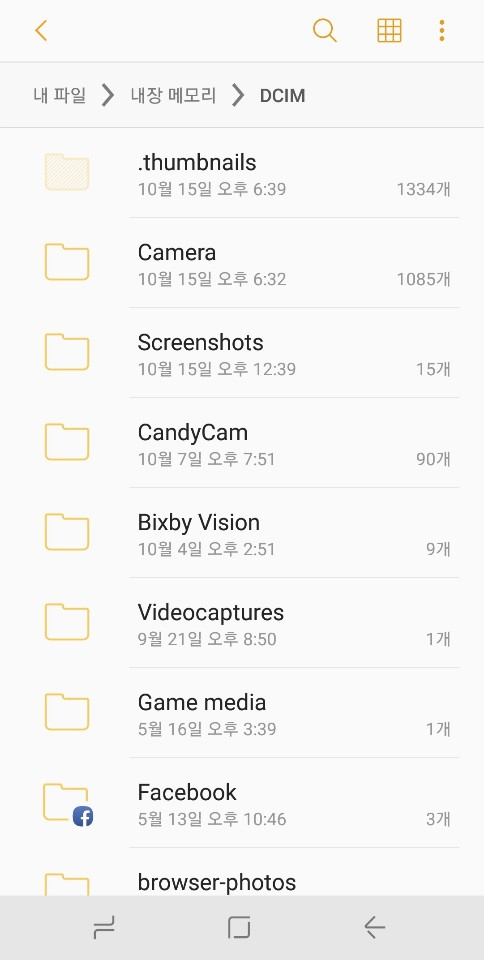 내 파일 > 내장 메모리 > DCIM
.thumbnails
10월 15일 오후 6:39 1334개
Camera
10월 15일 오후 6:32 1085개
Screenshots
10월 15일 오후 12:39 15개
CandyCam
10월 7일 오후 7:51 90개
Bixby Vision
10월 4일 오후 2:51 9개
Videocaptures
9월 21일 오후 8:50 1개
Game media
5월 16일 오후 3:39 1개
Facebook
5월 13일 오후 10:46 3개
browser-photos